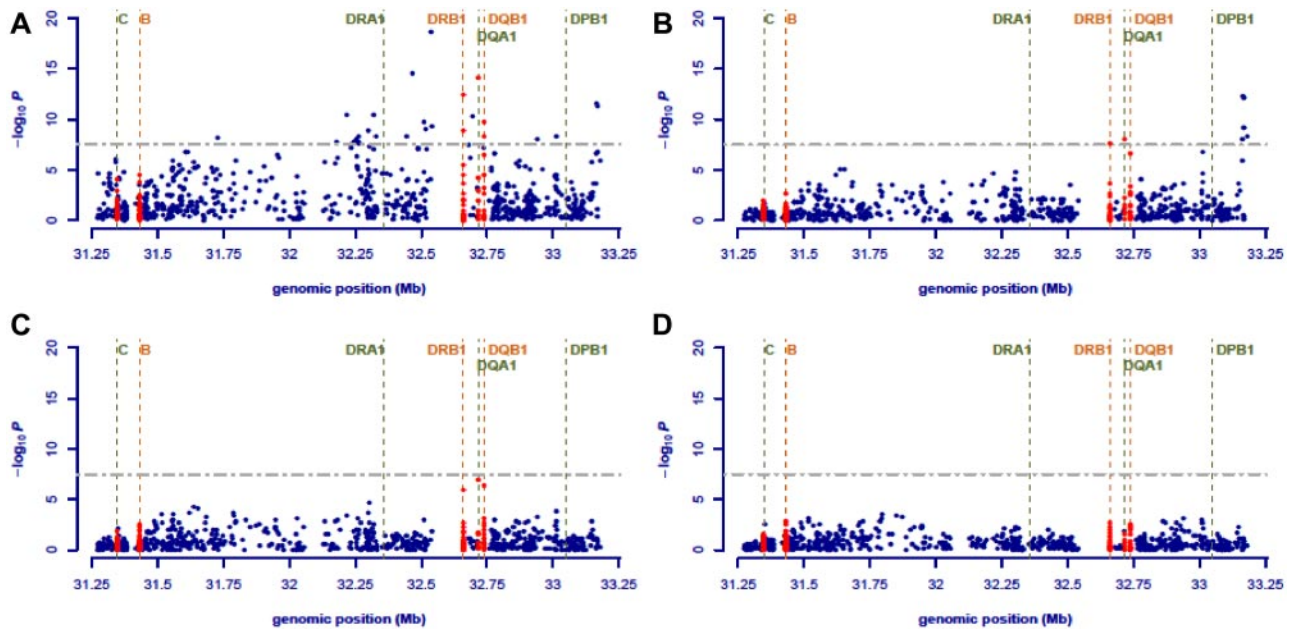 A
B
C B DRA1 DRB1 DQB1 DPB1
DQA1
C B DRA1 DRB1 DQB1 DPB1
DQA1
20
15
10
5
0
-log10 P
20
15
10
5
0
-log10 P
31.25 31.5 31.75 32 32.25 32.5 32.75 33 33.25
31.25 31.5 31.75 32 32.25 32.5 32.75 33 33.25
genomic position (Mb)
genomic position (Mb)
C
D
C B DRA1 DRB1 DQB1 DPB1
DQA1
C B DRA1 DRB1 DQB1 DPB1
DQA1
20
15
10
5
0
-log10 P
20
15
10
5
0
-log10 P
31.25 31.5 31.75 32 32.25 32.5 32.75 33 33.25
31.25 31.5 31.75 32 32.25 32.5 32.75 33 33.25
genomic position (Mb)
genomic position (Mb)